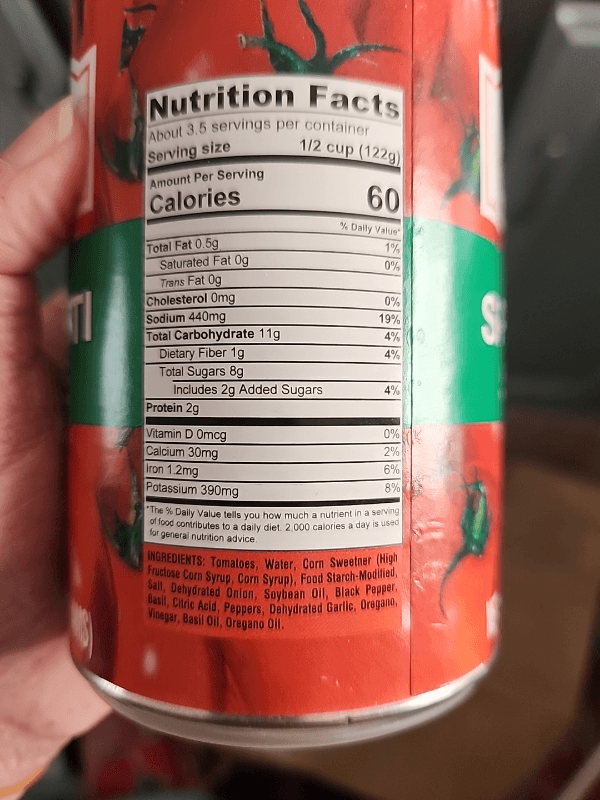 Nutrition Facts
About 3.5 servings per container
Serving size 1/2 cup (122g)
Amount Per Serving
Calories 60
% Daily Value*
Total Fat 0.5g 1%
Saturated Fat 0g 0%
Trans Fat 0g
Cholesterol 0mg 0%
Sodium 440mg 19%
Total Carbohydrate 11g 4%
Dietary Fiber 1g 4%
Total Sugars 8g
Includes 2g Added Sugars 4%
Protein 2g
Vitamin D 0mcg 0%
Calcium 30mg 2%
Iron 1.2mg 6%
Potassium 390mg 8%
*The % Daily Value tells you how much a nutrient in a serving
of food contributes to a daily diet. 2,000 calories a day is used
for general nutrition advice.
INGREDIENTS: Tomatoes, Water, Corn Sweetner (High
Fructose Corn Syrup, Corn Syrup), Food Starch-Modified,
Salt, Dehydrated Onion, Soybean Oil, Black Pepper,
Basil, Citric Acid, Peppers, Dehydrated Garlic, Oregano,
Vinegar, Basil Oil, Oregano Oil.